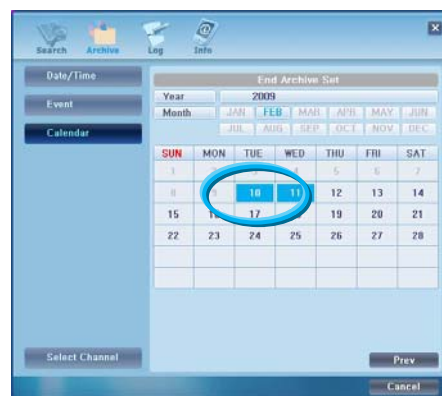 Search Archive Log Info
Date/Time
Event
Calendar
End Archive Set
Year 2009
Month JAN FEB MAR APR MAY JUN
JUL AUG SEP OCT NOV DEC
SUN MON TUE WED THU FRI SAT
1 2 3 4 5 6 7
8 9 10 11 12 13 14
15 16 17 19 20 21
22 23 24 25 26 27 28
Select Channel
Prev
Cancel